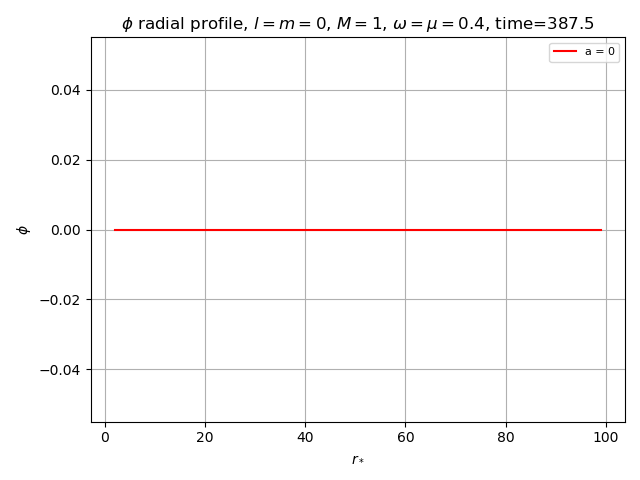 ϕ radial profile, l = m = 0, M = 1, ω = μ = 0.4, time=387.5
a = 0
0.04
0.02
0.00
−0.02
−0.04
ϕ
0 20 40 60 80 100
r*